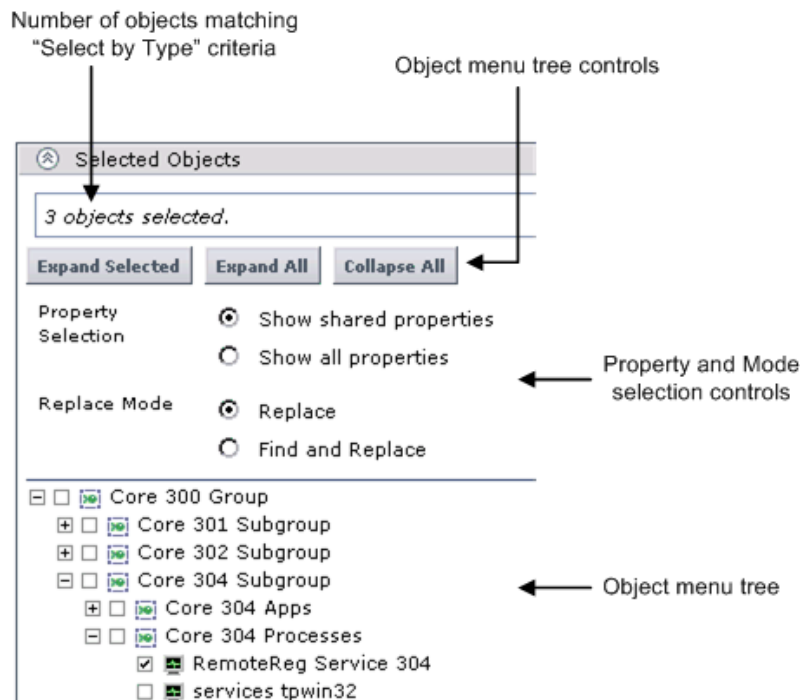 Number of objects matching
“Select by Type” criteria
Object menu tree controls
Selected Objects
3 objects selected.
Expand Selected
Expand All
Collapse All
Property
Selection
Show shared properties
Show all properties
Property and Mode
selection controls
Replace Mode
Replace
Find and Replace
Core 300 Group
Core 301 Subgroup
Core 302 Subgroup
Core 304 Subgroup
Object menu tree
Core 304 Apps
Core 304 Processes
RemoteReg Service 304
services tpwin32